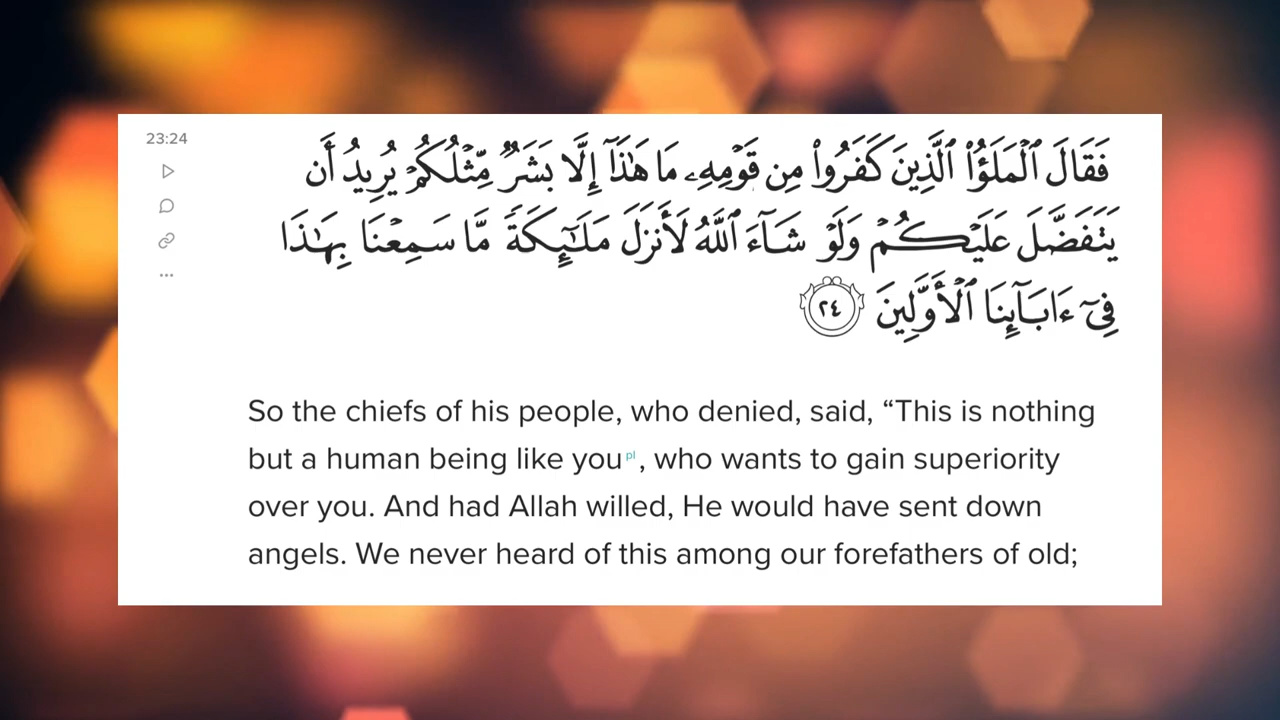 23:24
فَقَالَ ٱلْمَلَؤُا۟ ٱلَّذِينَ كَفَرُوا۟ مِن قَوْمِهِۦ مَا هَـٰذَآ إِلَّا بَشَرٌ مِّثْلُكُمْ يُرِيدُ أَن
يَتَفَضَّلَ عَلَيْكُمْ وَلَوْ شَآءَ ٱللَّهُ لَأَنزَلَ مَلَـٰٓئِكَةً مَّا سَمِعْنَا بِهَـٰذَا
فِىٓ ءَابَآئِنَا ٱلْأَوَّلِينَ ٢٤
So the chiefs of his people, who denied, said, “This is nothing
but a human being like you pl, who wants to gain superiority
over you. And had Allah willed, He would have sent down
angels. We never heard of this among our forefathers of old;